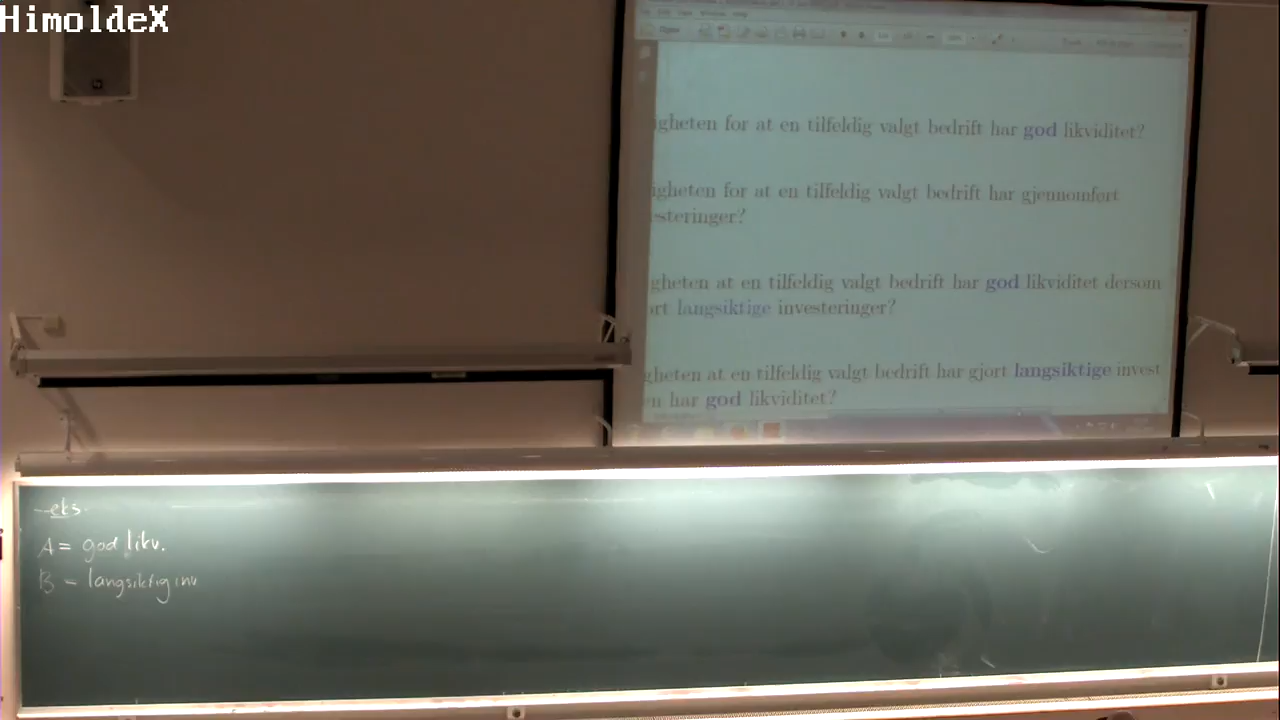 HimoldeX
igheten for at en tilfeldig valgt bedrift har god likviditet?
igheten for at en tilfeldig valgt bedrift har gjennomført
esteringer?
gheten at en tilfeldig valgt bedrift har god likviditet dersom
ort langsiktige investeringer?
gheten at en tilfeldig valgt bedrift har gjort langsiktige invest
en har god likviditet?
eks.
A = god likv.
B = langsiktig inv